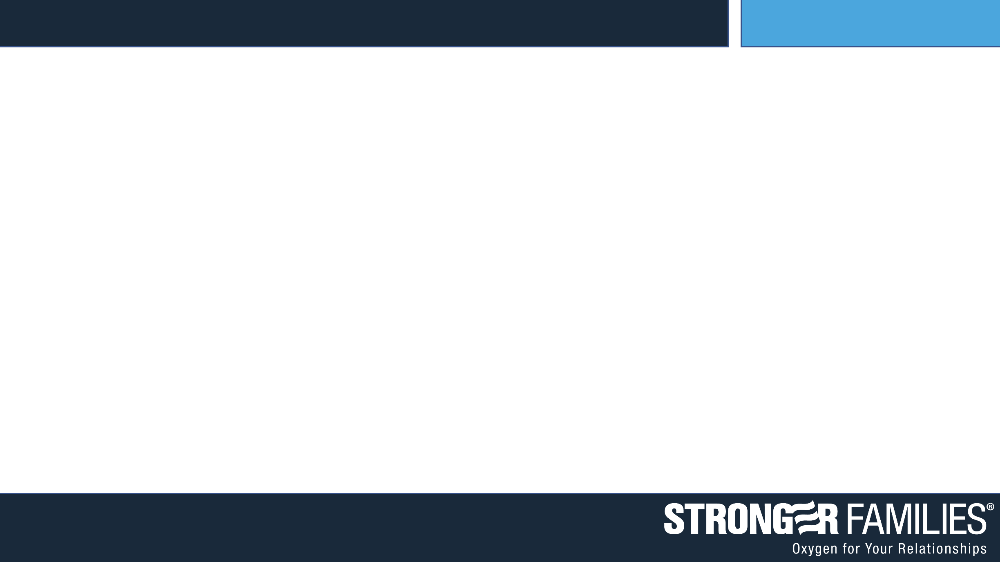 STRONGER FAMILIES®
Oxygen for Your Relationships